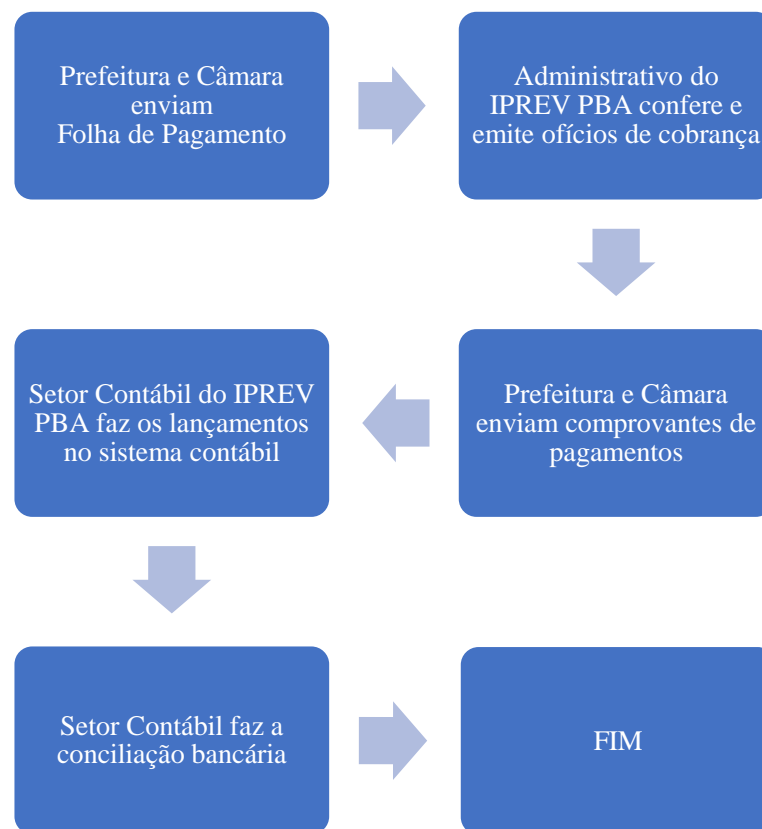 Prefeitura e Câmara
enviam
Folha de Pagamento
Administrativo do
IPREV PBA confere e
emite ofícios de cobrança
Prefeitura e Câmara
enviam comprovantes de
pagamentos
Setor Contábil do IPREV
PBA faz os lançamentos
no sistema contábil
Setor Contábil faz a
conciliação bancária
FIM